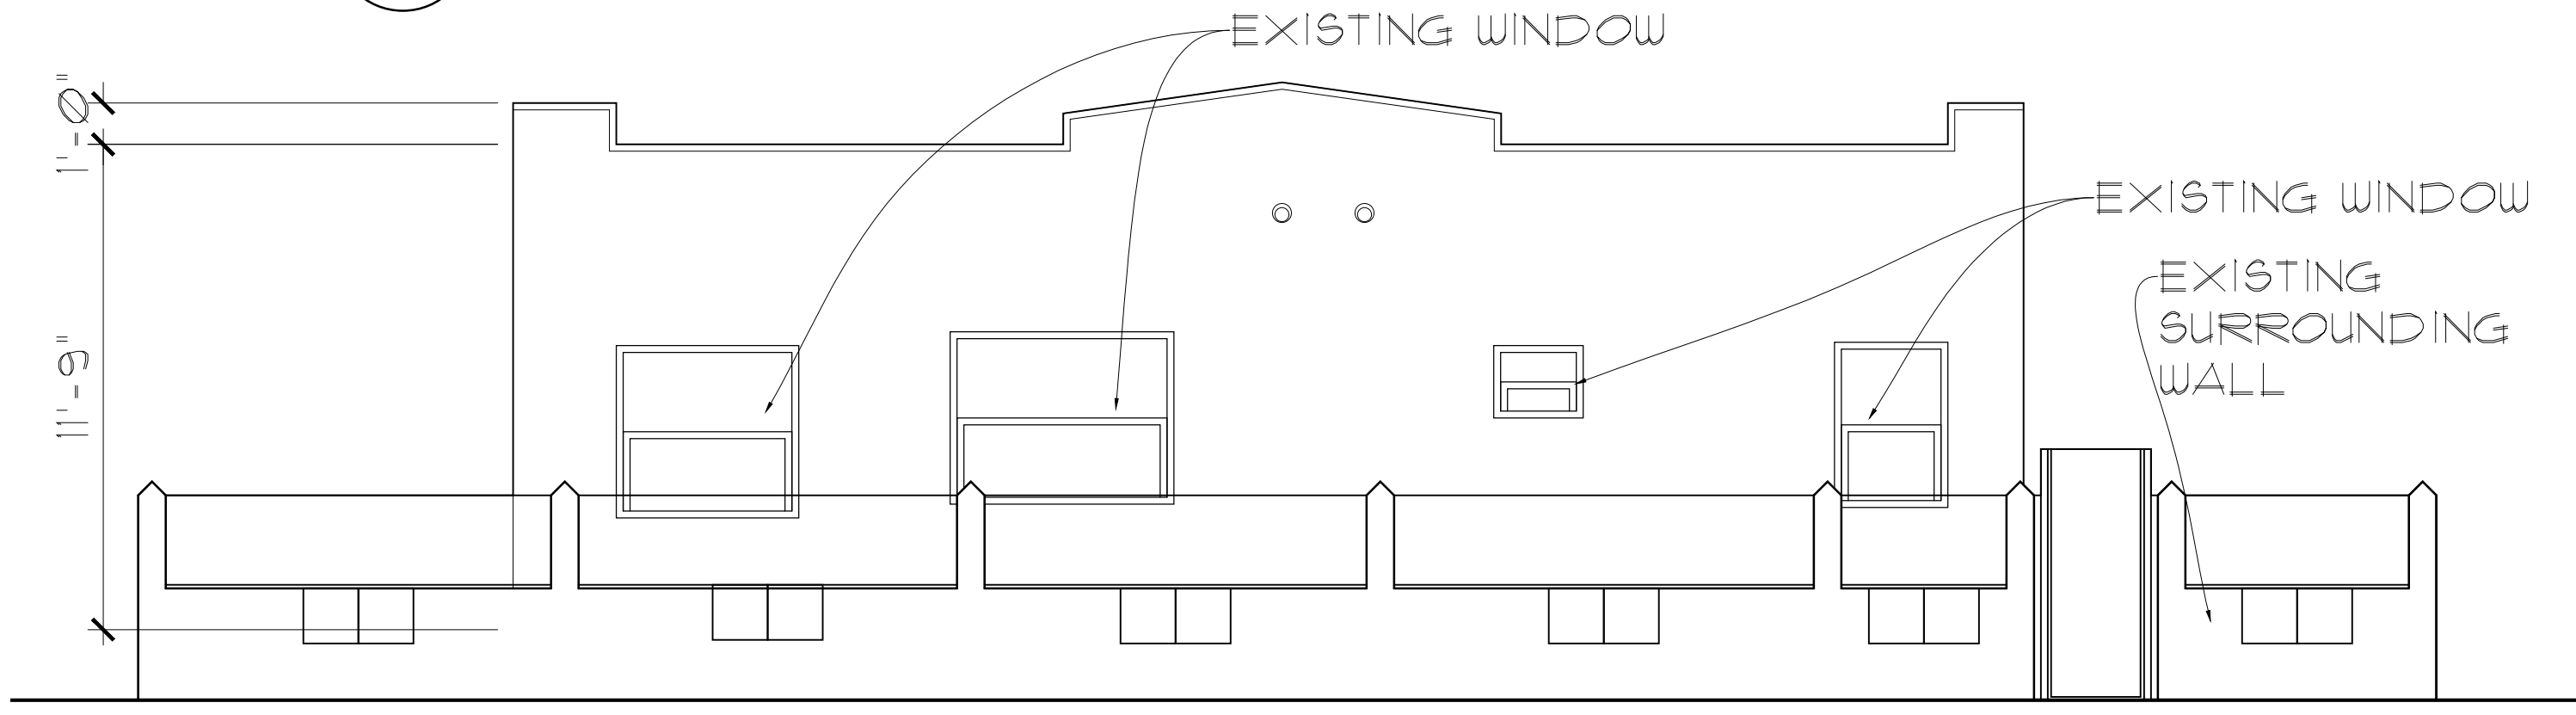 EXISTING WINDOW
1'-0"
EXISTING WINDOW
EXISTING
SURROUNDING
WALL
11'-9"